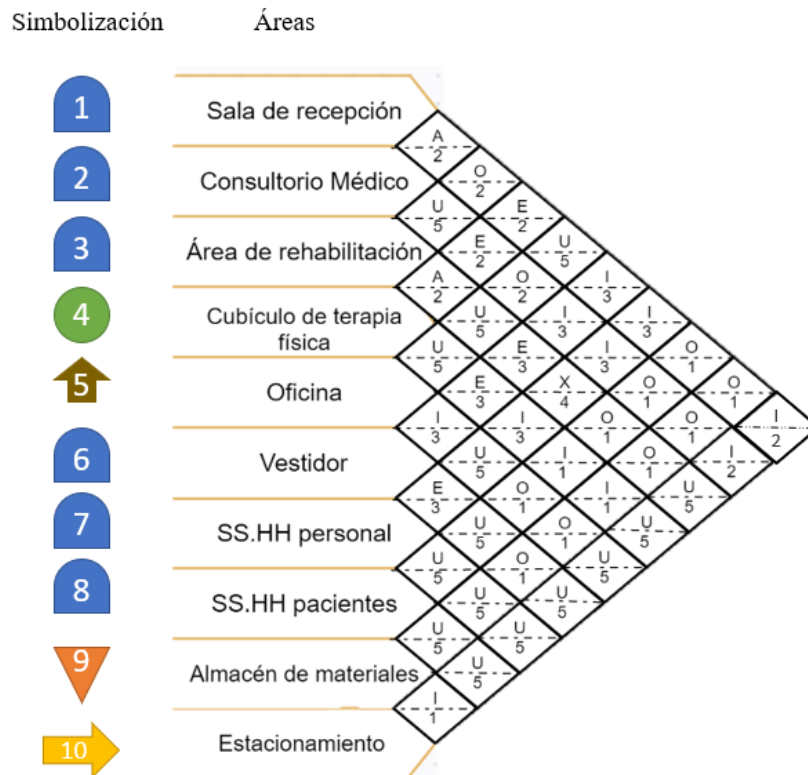 Simbolización Áreas
1 Sala de recepción
A
2
2 Consultorio Médico
O
2
U E
5 2
3 Área de rehabilitación
E U
2 5
A O I
2 2 3
4 Cubículo de terapia
física
U I I
5 3 3
U E I O
5 3 3 1
5 Oficina
E X O O
3 4 1 1
I I O O I
3 3 1 1 2
6 Vestidor
U I O I
5 1 1 2
E O I U
3 1 1 5
7 SS.HH personal
U O U
5 1 5
U O U
5 1 5
8 SS.HH pacientes
U U
5 5
U U
5 5
9 Almacén de materiales
U
5
I
1
10 Estacionamiento